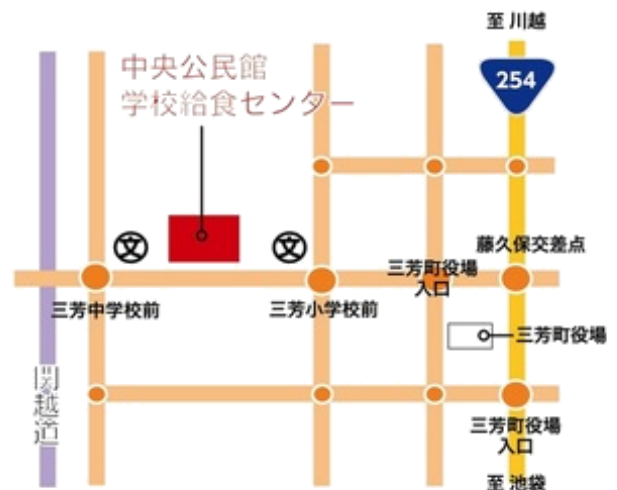 至 川越
254
中央公民館
学校給食センター
文
文
藤久保交差点
三芳町役場
入口
三芳中学校前
三芳小学校前
三芳町役場
関越道
三芳町役場
入口
至 池袋